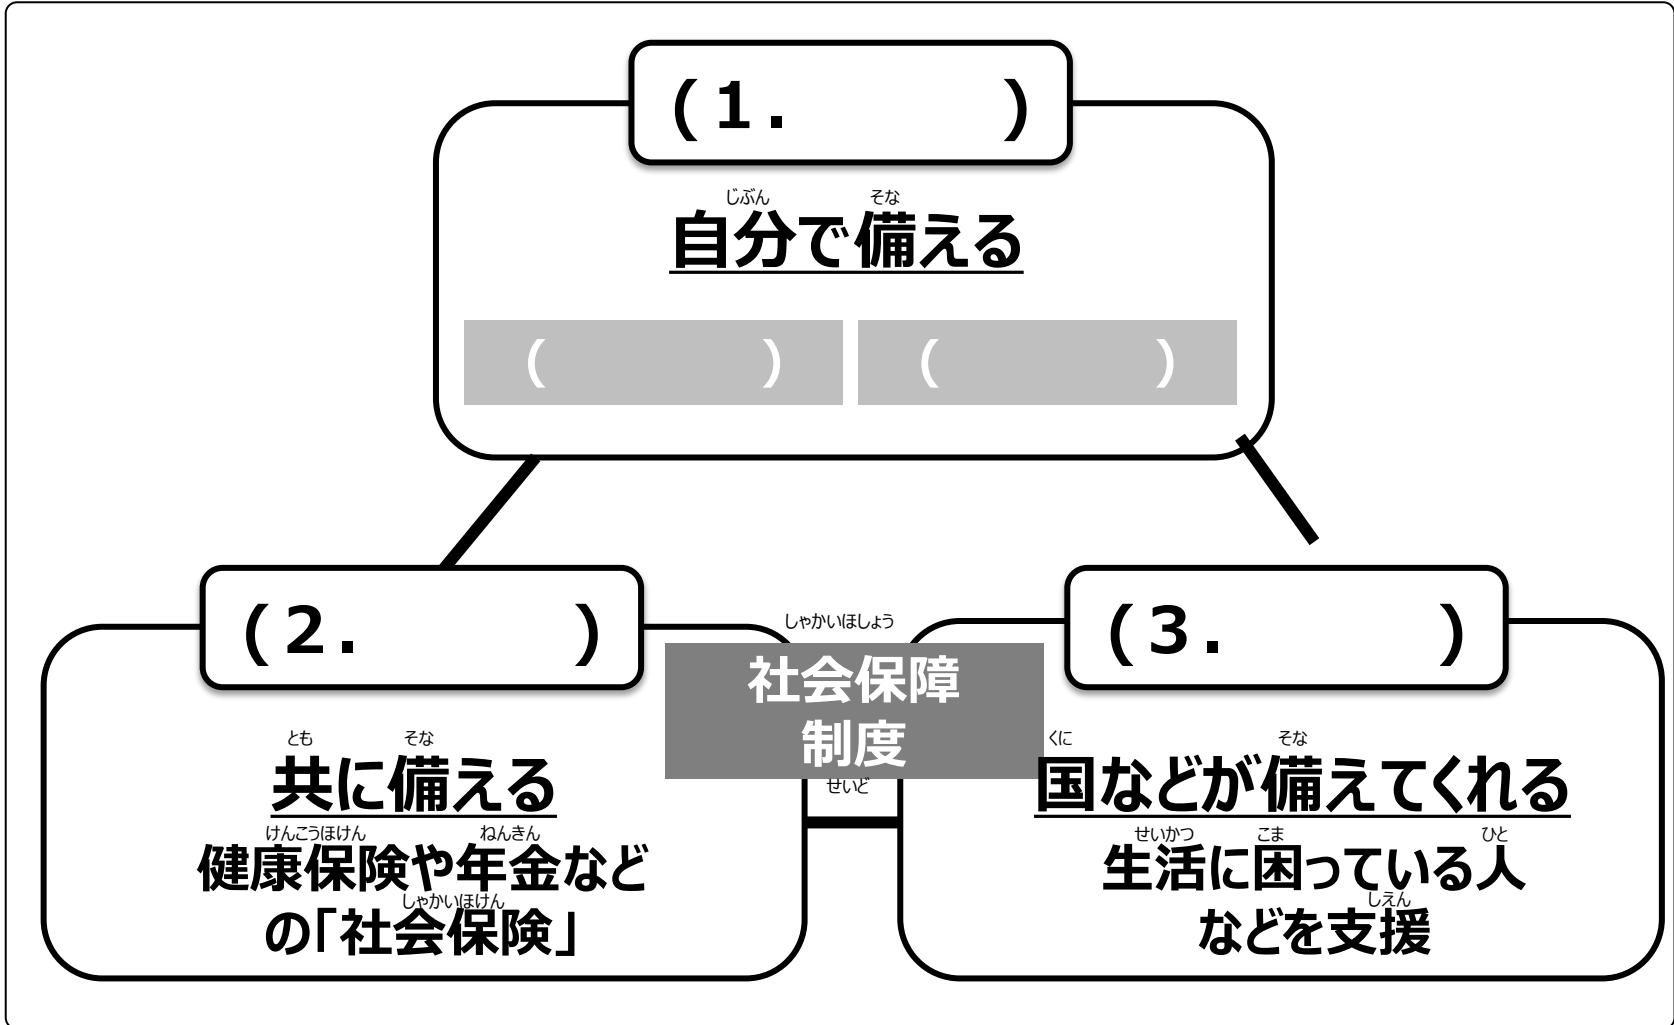 (1. )
じぶん そな
自分で備える
( ) ( )
(2. )
とも そな
共に備える
けんこうほけん ねんきん
健康保険や年金など
しゃかいほけん
の「社会保険」
しゃかいほしょう
社会保障
制度
せいど
(3. )
くに そな
国などが備えてくれる
せいかつ こま ひと
生活に困っている人
しえん
などを支援